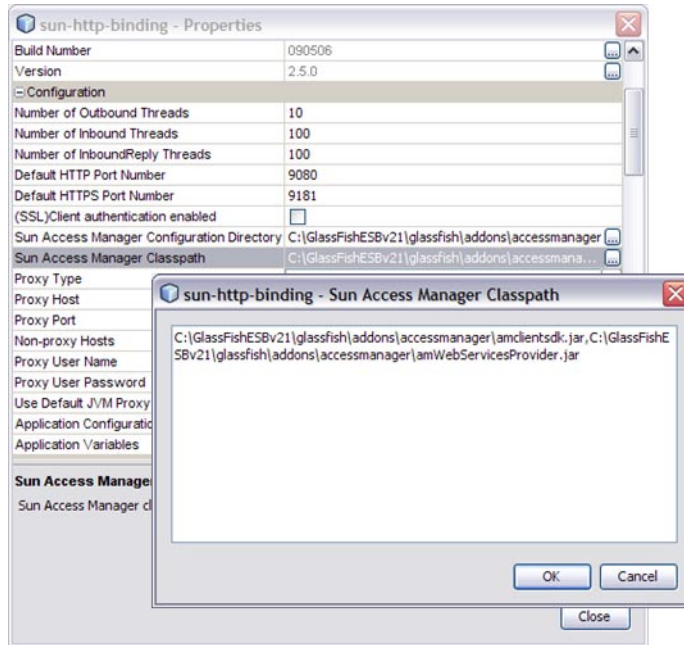 sun-http-binding - Properties
Build Number 090506 ...
Version 2.5.0 ...
Configuration
Number of Outbound Threads 10
Number of Inbound Threads 100
Number of InboundReply Threads 100
Default HTTP Port Number 9080
Default HTTPS Port Number 9181
(SSL)Client authentication enabled
Sun Access Manager Configuration Directory C:\GlassFishESBv21\glassfish\addons\accessmanager ...
Sun Access Manager Classpath C:\GlassFishESBv21\glassfish\addons\accessmana... ...
Proxy Type
Proxy Host
Proxy Port
Non-proxy Hosts
Proxy User Name
Proxy User Password
Use Default JVM Proxy
Application Configuratio
Application Variables
Sun Access Manage
Sun Access Manager cl
Close
sun-http-binding - Sun Access Manager Classpath
C:\GlassFishESBv21\glassfish\addons\accessmanager\amclientsdk.jar,C:\GlassFishE
SBv21\glassfish\addons\accessmanager\amWebServicesProvider.jar
OK Cancel